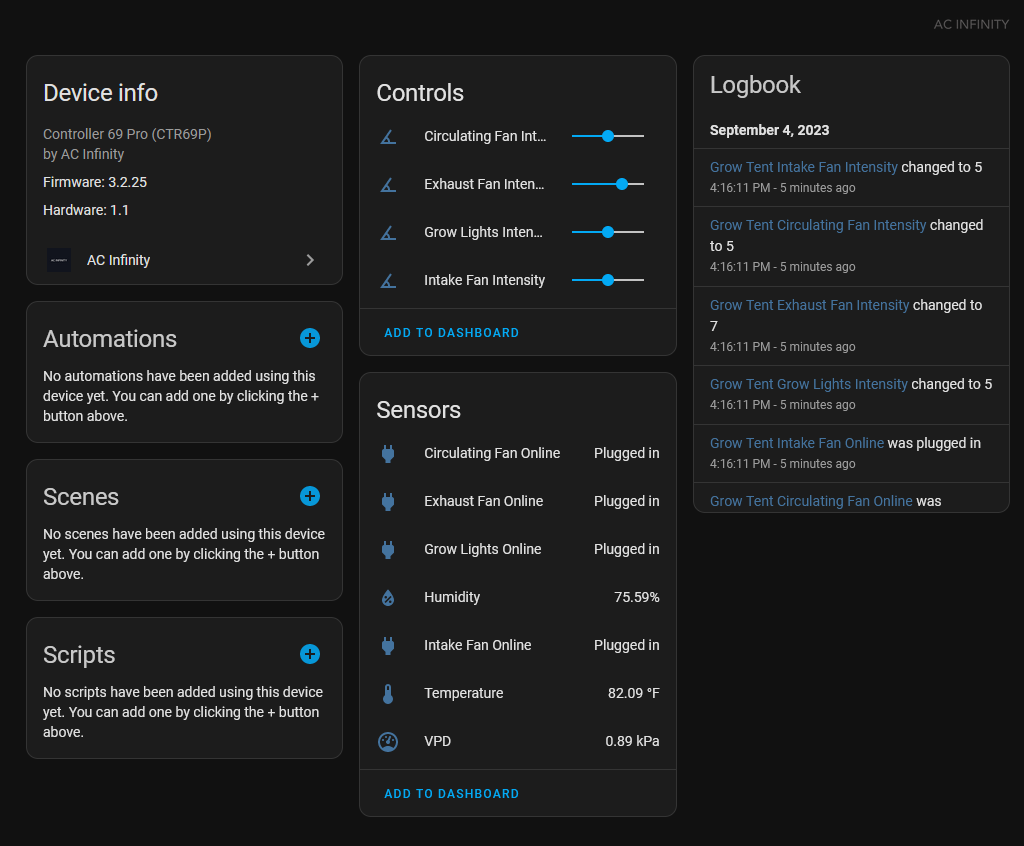 AC INFINITY
Device info
Controller 69 Pro (CTR69P)
by AC Infinity
Firmware: 3.2.25
Hardware: 1.1
AC Infinity
Automations
No automations have been added using this
device yet. You can add one by clicking the +
button above.
Scenes
No scenes have been added using this device
yet. You can add one by clicking the + button
above.
Scripts
No scripts have been added using this device
yet. You can add one by clicking the + button
above.
Controls
Circulating Fan Int...
Exhaust Fan Inten...
Grow Lights Inten...
Intake Fan Intensity
ADD TO DASHBOARD
Sensors
Circulating Fan Online Plugged in
Exhaust Fan Online Plugged in
Grow Lights Online Plugged in
Humidity 75.59%
Intake Fan Online Plugged in
Temperature 82.09 °F
VPD 0.89 kPa
ADD TO DASHBOARD
Logbook
September 4, 2023
Grow Tent Intake Fan Intensity changed to 5
4:16:11 PM - 5 minutes ago
Grow Tent Circulating Fan Intensity changed
to 5
4:16:11 PM - 5 minutes ago
Grow Tent Exhaust Fan Intensity changed to
7
4:16:11 PM - 5 minutes ago
Grow Tent Grow Lights Intensity changed to 5
4:16:11 PM - 5 minutes ago
Grow Tent Intake Fan Online was plugged in
4:16:11 PM - 5 minutes ago
Grow Tent Circulating Fan Online was